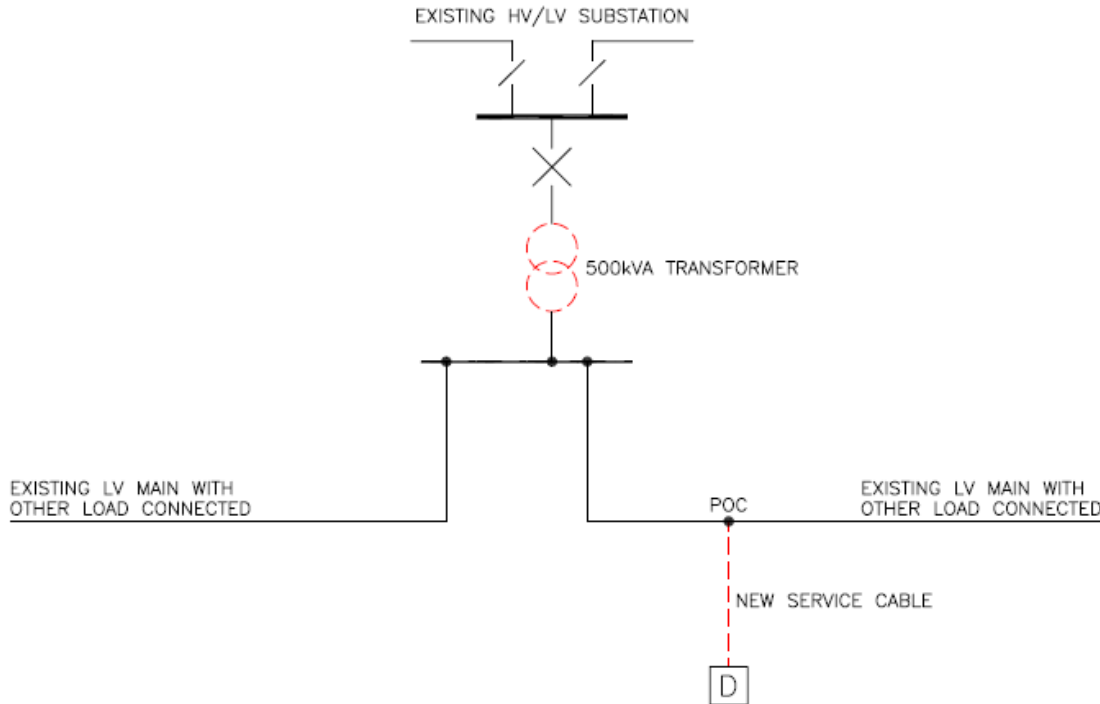 EXISTING HV/LV SUBSTATION
500kVA TRANSFORMER
EXISTING LV MAIN WITH
OTHER LOAD CONNECTED
POC
EXISTING LV MAIN WITH
OTHER LOAD CONNECTED
NEW SERVICE CABLE
D